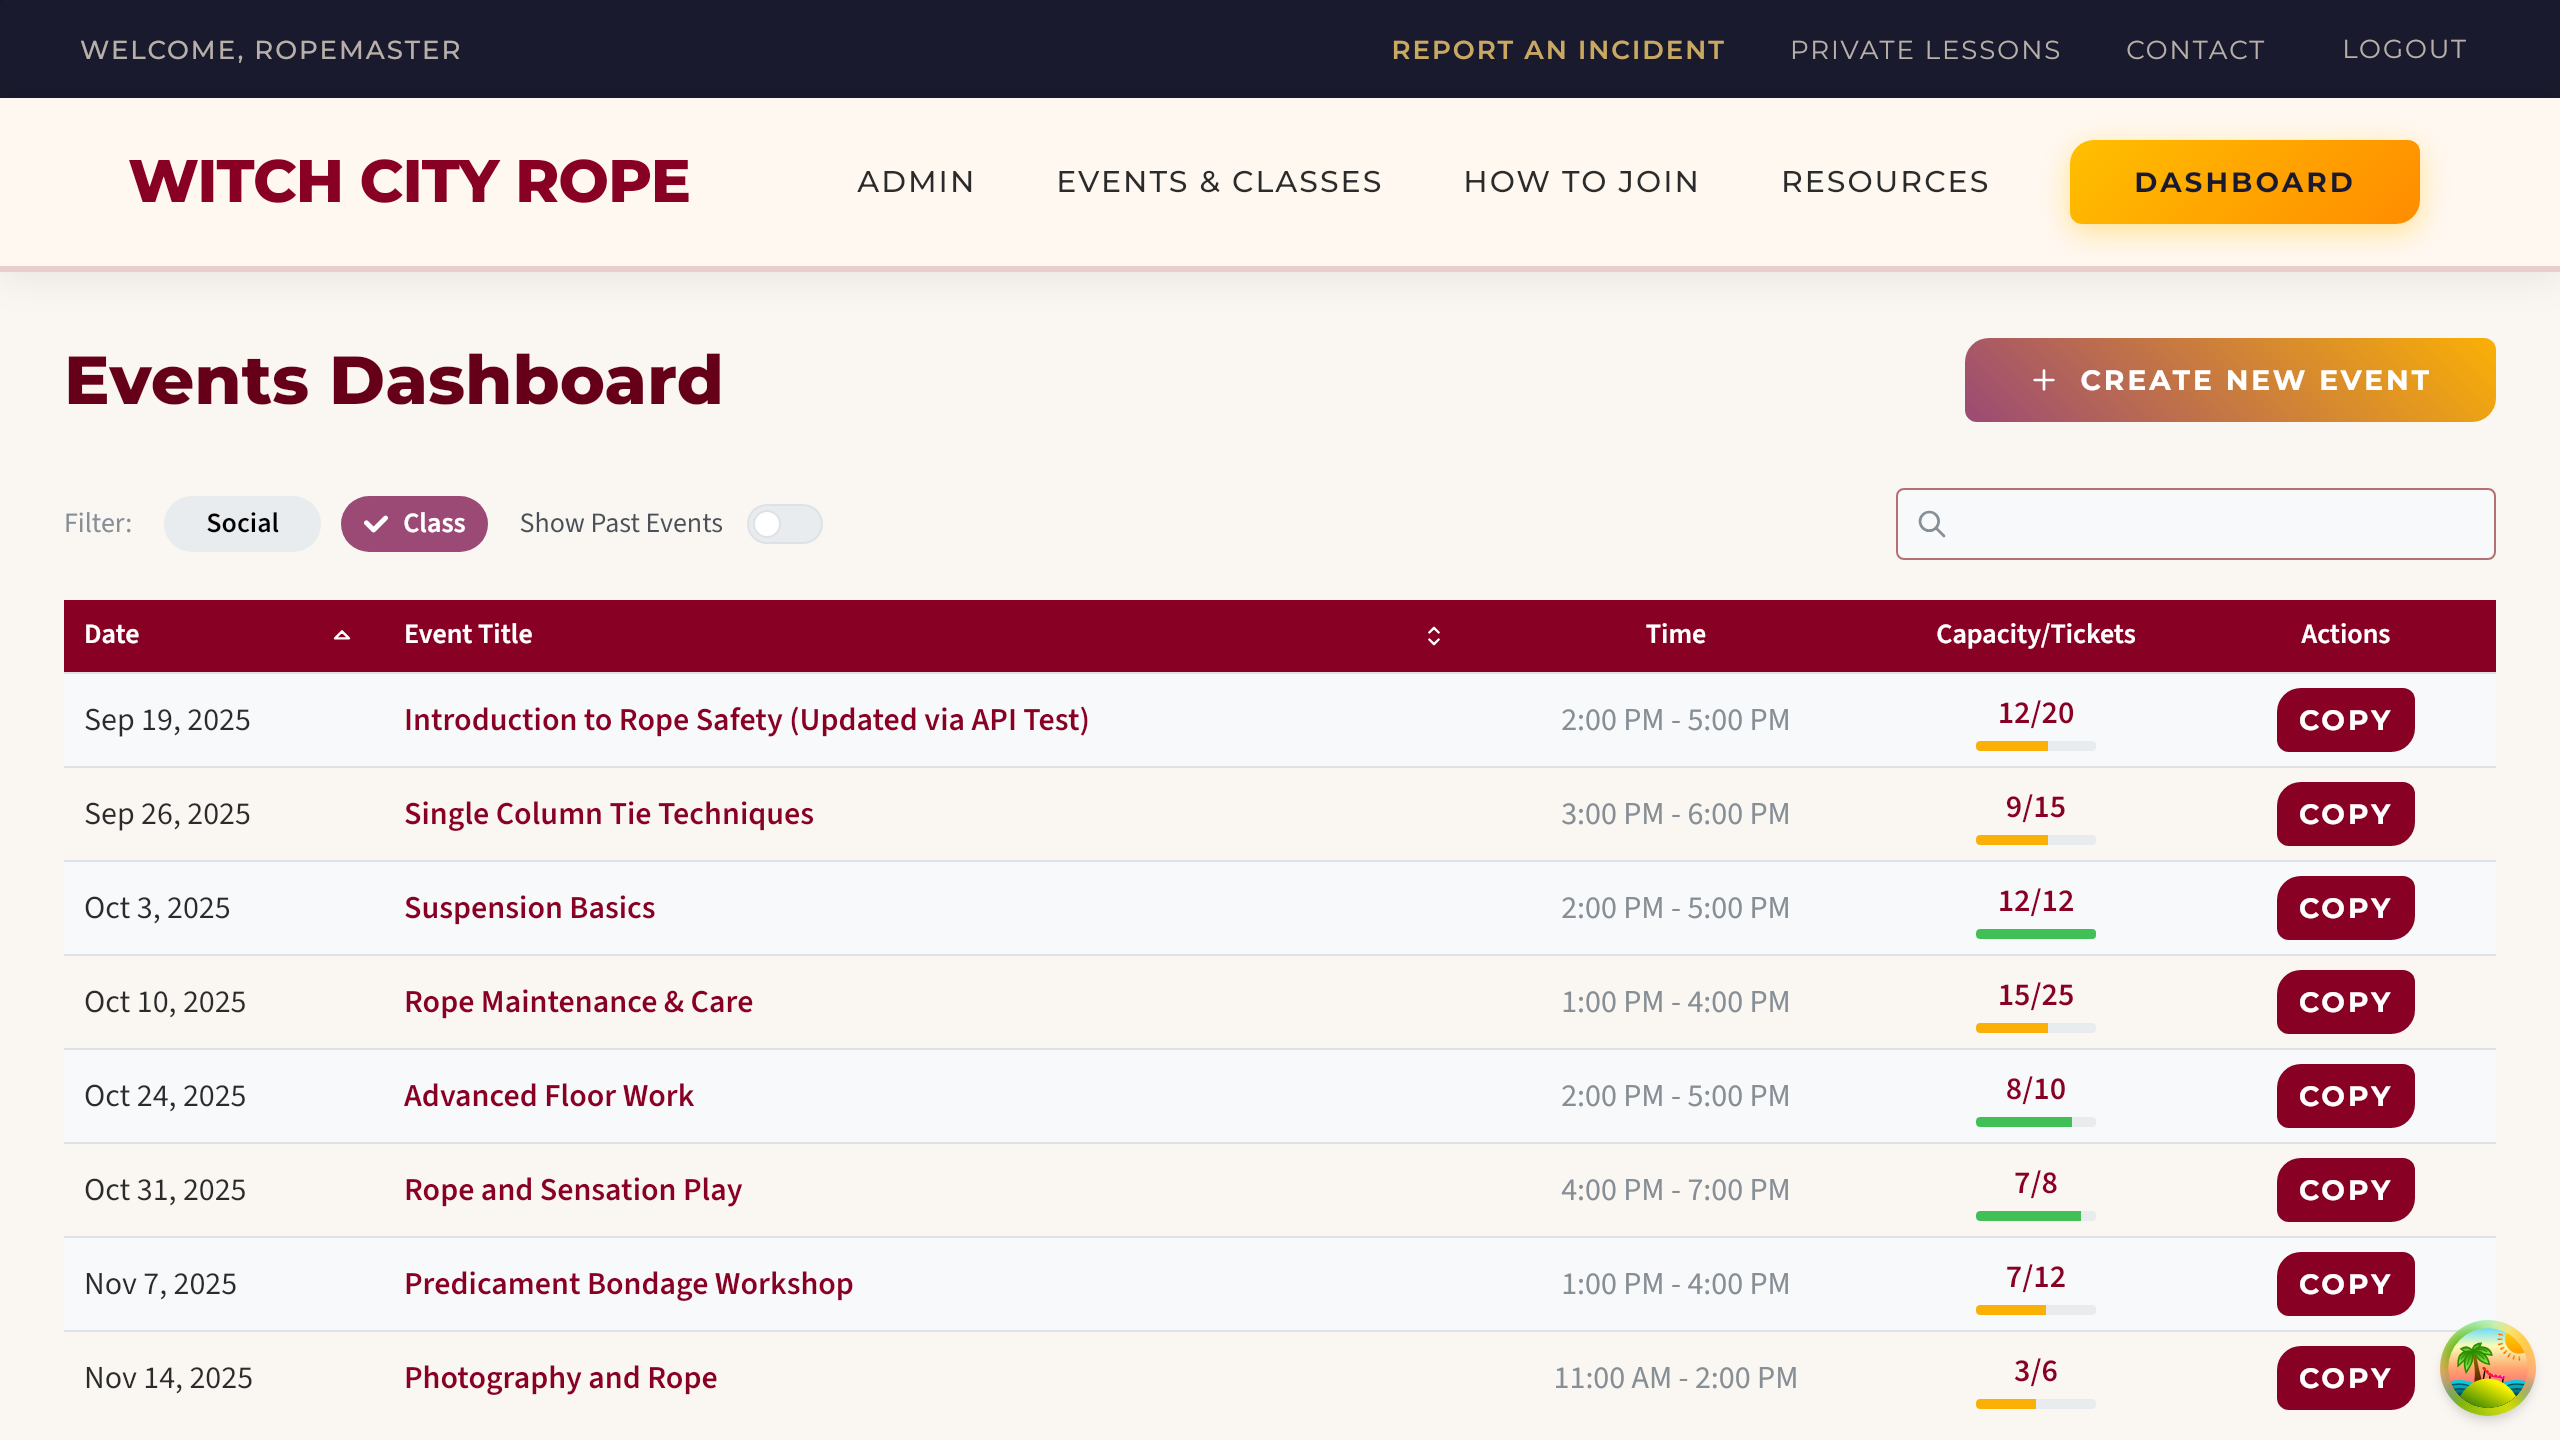 WELCOME, ROPEMASTER REPORT AN INCIDENT PRIVATE LESSONS CONTACT LOGOUT
WITCH CITY ROPE ADMIN EVENTS & CLASSES HOW TO JOIN RESOURCES DASHBOARD
Events Dashboard + CREATE NEW EVENT
Filter: Social Class Show Past Events
Date Event Title Time Capacity/Tickets Actions
Sep 19, 2025 Introduction to Rope Safety (Updated via API Test) 2:00 PM - 5:00 PM 12/20 COPY
Sep 26, 2025 Single Column Tie Techniques 3:00 PM - 6:00 PM 9/15 COPY
Oct 3, 2025 Suspension Basics 2:00 PM - 5:00 PM 12/12 COPY
Oct 10, 2025 Rope Maintenance & Care 1:00 PM - 4:00 PM 15/25 COPY
Oct 24, 2025 Advanced Floor Work 2:00 PM - 5:00 PM 8/10 COPY
Oct 31, 2025 Rope and Sensation Play 4:00 PM - 7:00 PM 7/8 COPY
Nov 7, 2025 Predicament Bondage Workshop 1:00 PM - 4:00 PM 7/12 COPY
Nov 14, 2025 Photography and Rope 11:00 AM - 2:00 PM 3/6 COPY